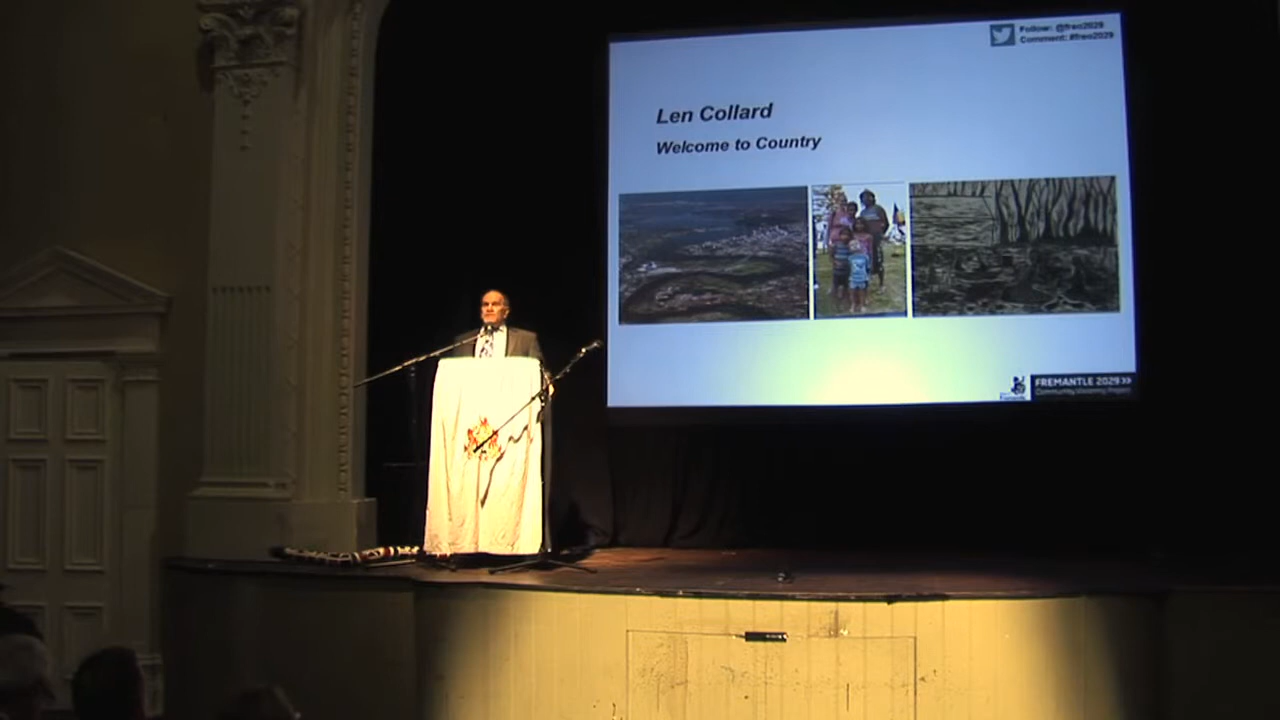 Follow: @freo2029
Comment: #freo2029
Len Collard
Welcome to Country
FREMANTLE 2029 >>
Community Visioning Project